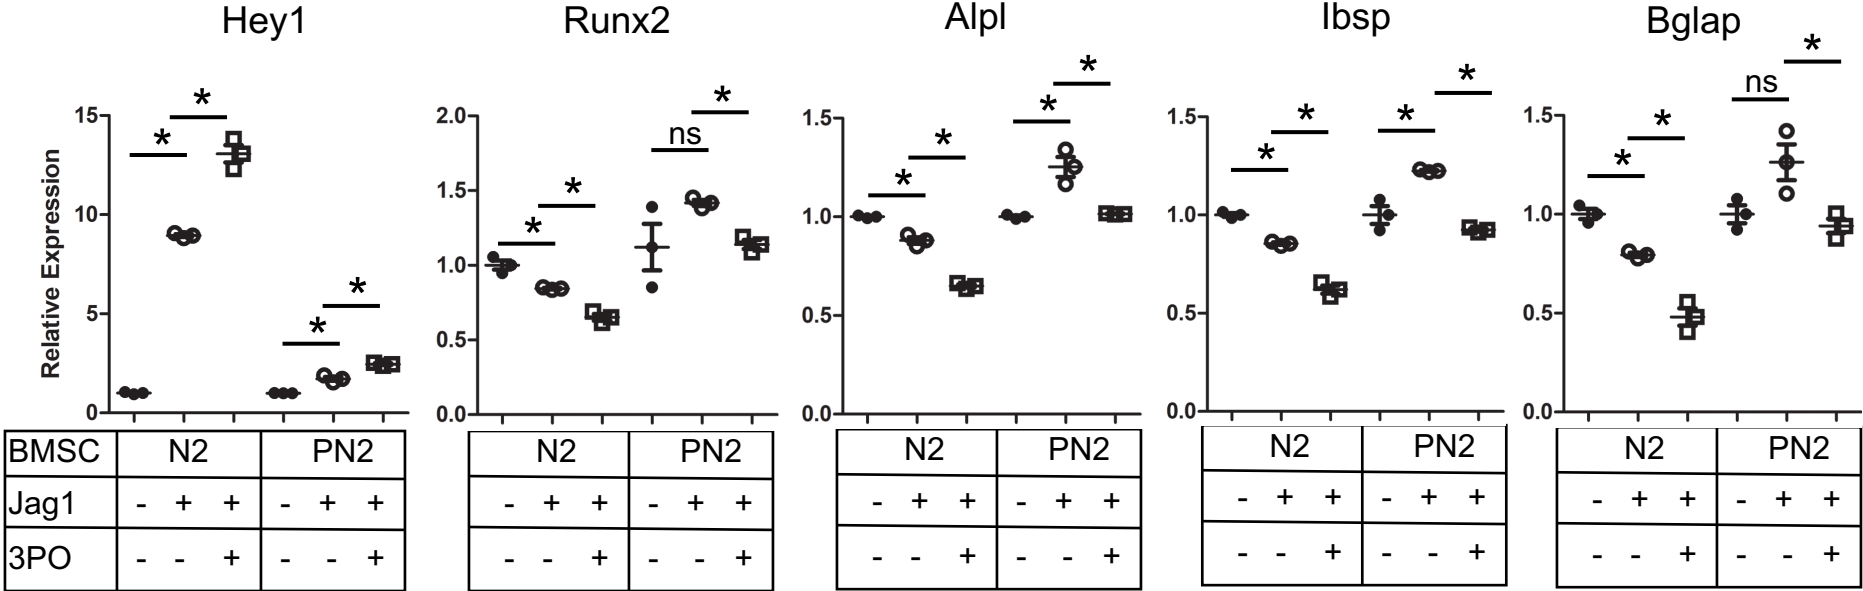 Hey1 Runx2 Alpl Ibsp Bglap
* * * *
Relative Expression
15
10
5
0
* * ns * * * * *
2.0
1.5
1.0
0.5
0.0
* * * *
1.5
1.0
0.5
0.0
* * * *
1.5
1.0
0.5
0.0
* * ns *
1.5
1.0
0.5
0.0
BMSC N2 PN2 N2 PN2 N2 PN2 N2 PN2 N2 PN2
Jag1 - + + - + + - + + - + + - + + - + + - + + - + + - + + - + +
3PO - - + - - + - - + - - + - - + - - + - - + - - + - - + - - +